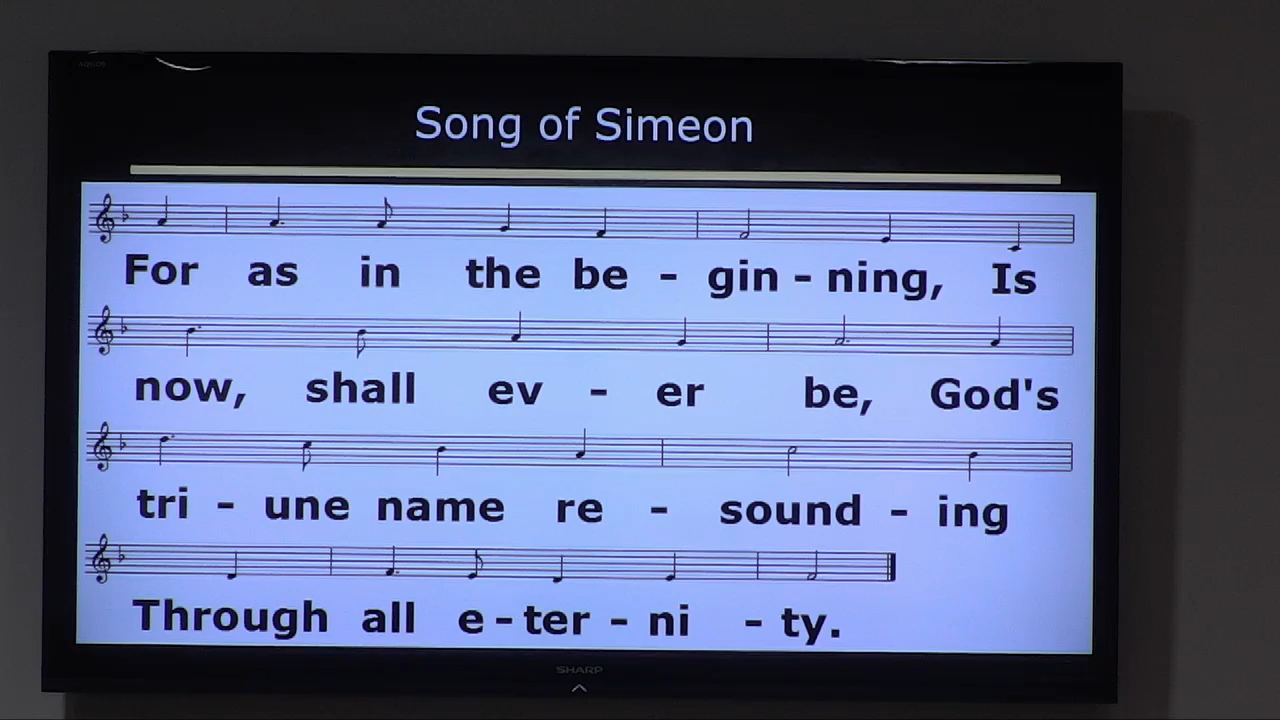 AQUOS
Song of Simeon
For as in the be - gin - ning, Is
now, shall ev - er be, God's
tri - une name re - sound - ing
Through all e - ter - ni - ty.
SHARP